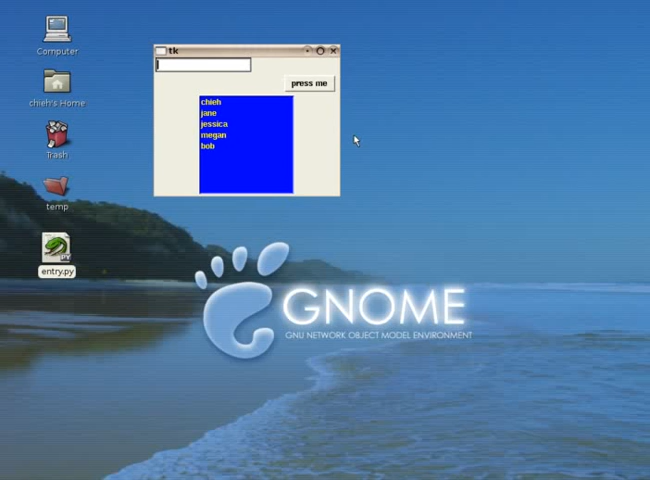 Computer
chieh's Home
Trash
temp
PY
entry.py
tk
press me
chieh
jane
jessica
megan
bob
GNOME
GNU NETWORK OBJECT MODEL ENVIRONMENT